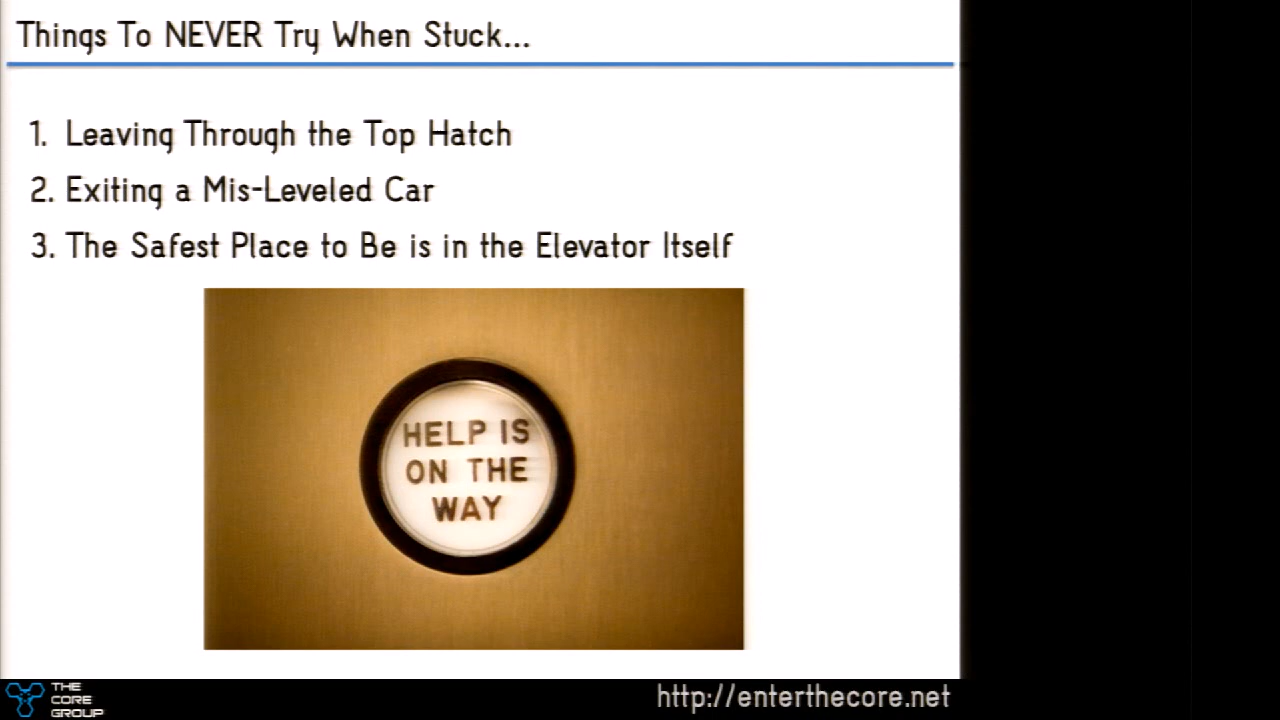 Things To NEVER Try When Stuck...
1. Leaving Through the Top Hatch
2. Exiting a Mis-Leveled Car
3. The Safest Place to Be is in the Elevator Itself
HELP IS
ON THE
WAY
THE
CORE
GROUP
http://enterthecore.net